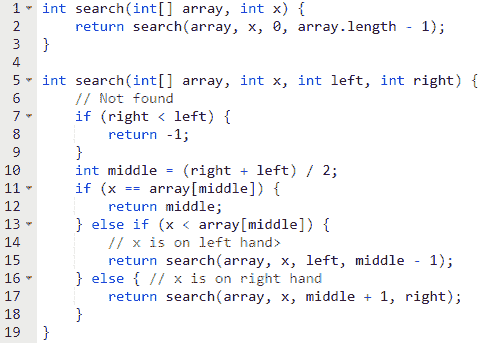 1 int search(int[] array, int x) {
2     return search(array, x, 0, array.length - 1);
3 }
4
5 int search(int[] array, int x, int left, int right) {
6     // Not found
7     if (right < left) {
8         return -1;
9     }
10     int middle = (right + left) / 2;
11     if (x == array[middle]) {
12         return middle;
13     } else if (x < array[middle]) {
14         // x is on left hand>
15         return search(array, x, left, middle - 1);
16     } else { // x is on right hand
17         return search(array, x, middle + 1, right);
18     }
19 }